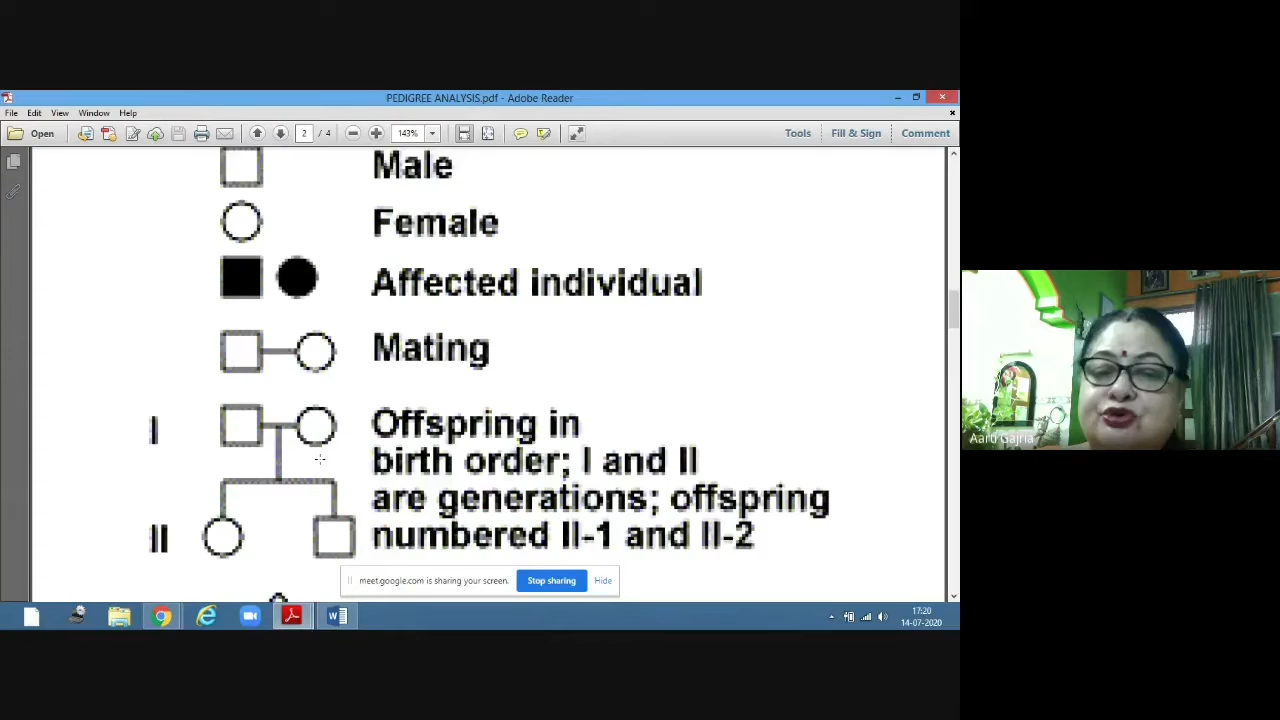 PEDIGREE ANALYSIS.pdf - Adobe Reader
File Edit View Window Help
Open 2 / 4 143% Tools Fill & Sign Comment
Male
Female
Affected individual
Mating
I
Offspring in
birth order; I and II
are generations; offspring
II
numbered II-1 and II-2
meet.google.com is sharing your screen. Stop sharing Hide
17:20
14-07-2020
Aarti Gajria